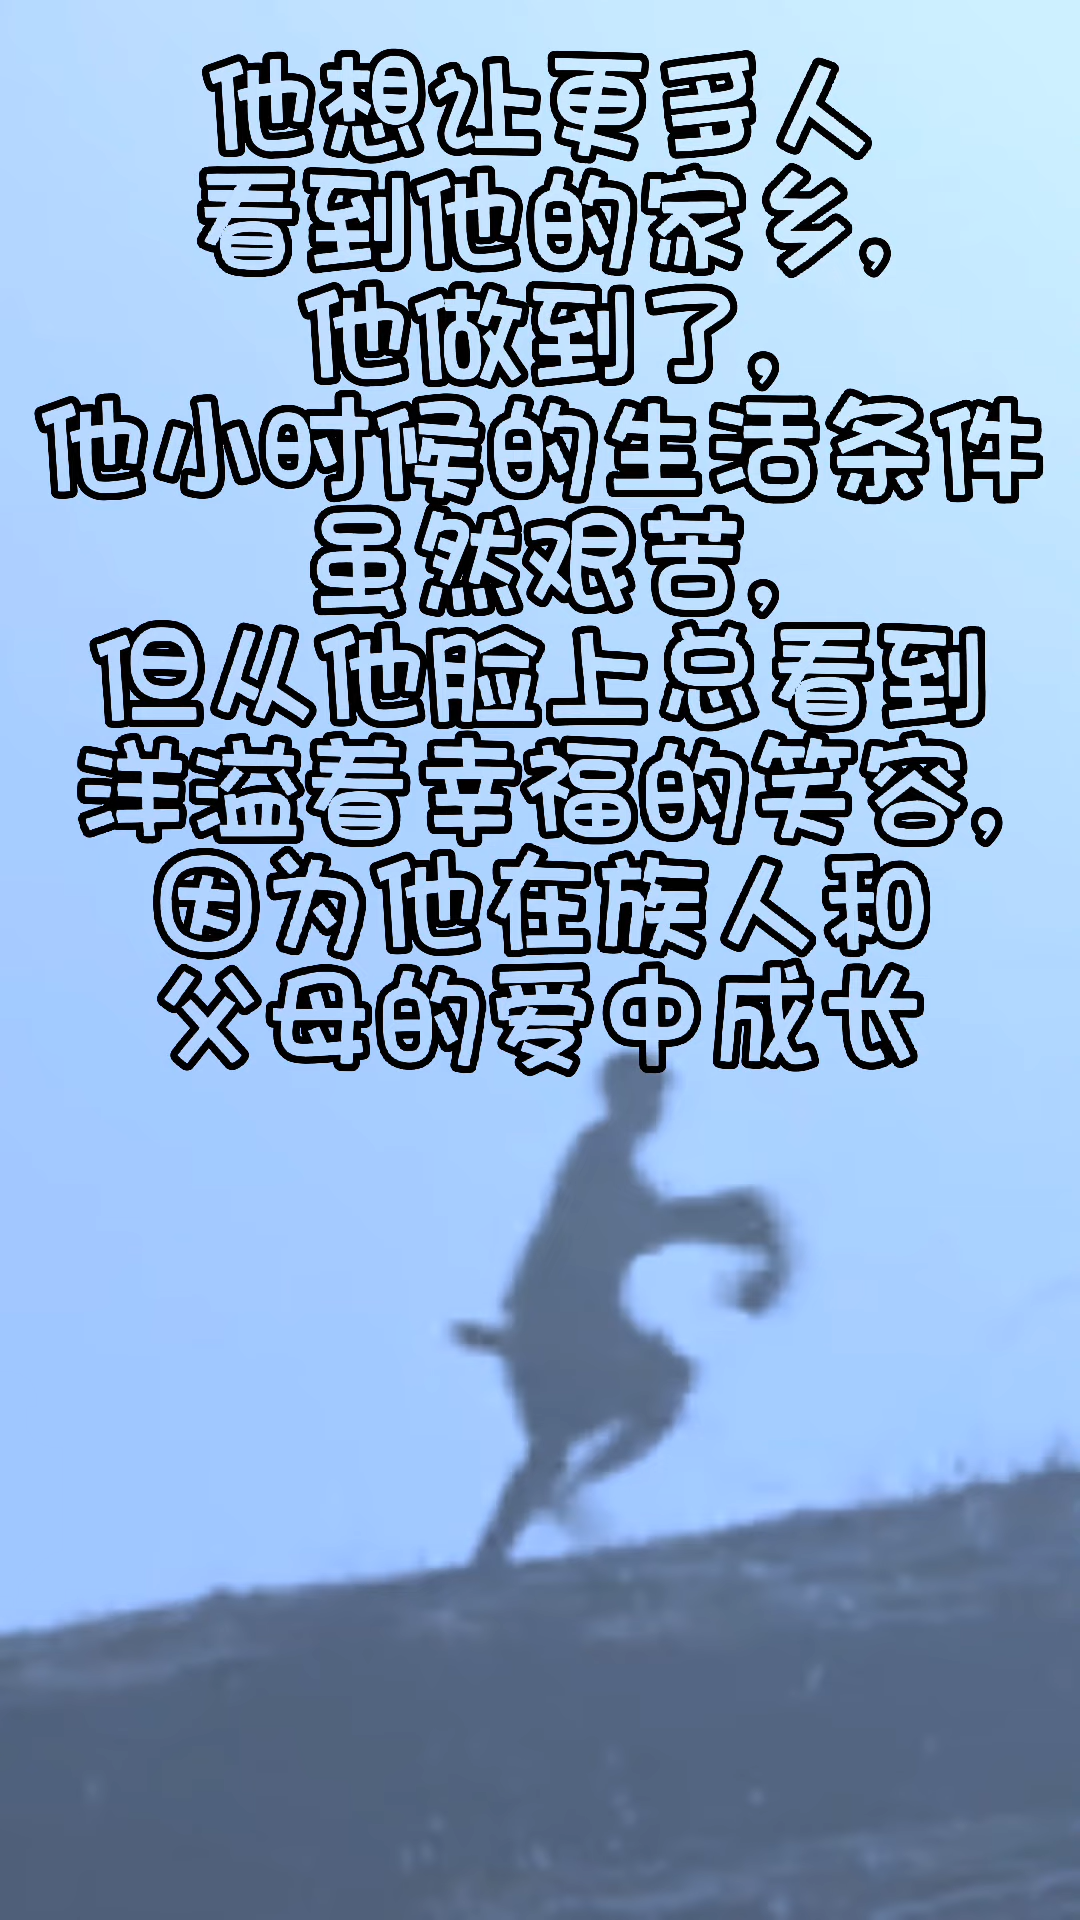 他想让更多人
看到他的家乡,
他做到了,
他小时候的生活条件
虽然艰苦,
但从他脸上总看到
洋溢着幸福的笑容,
因为他在族人和
父母的爱中成长